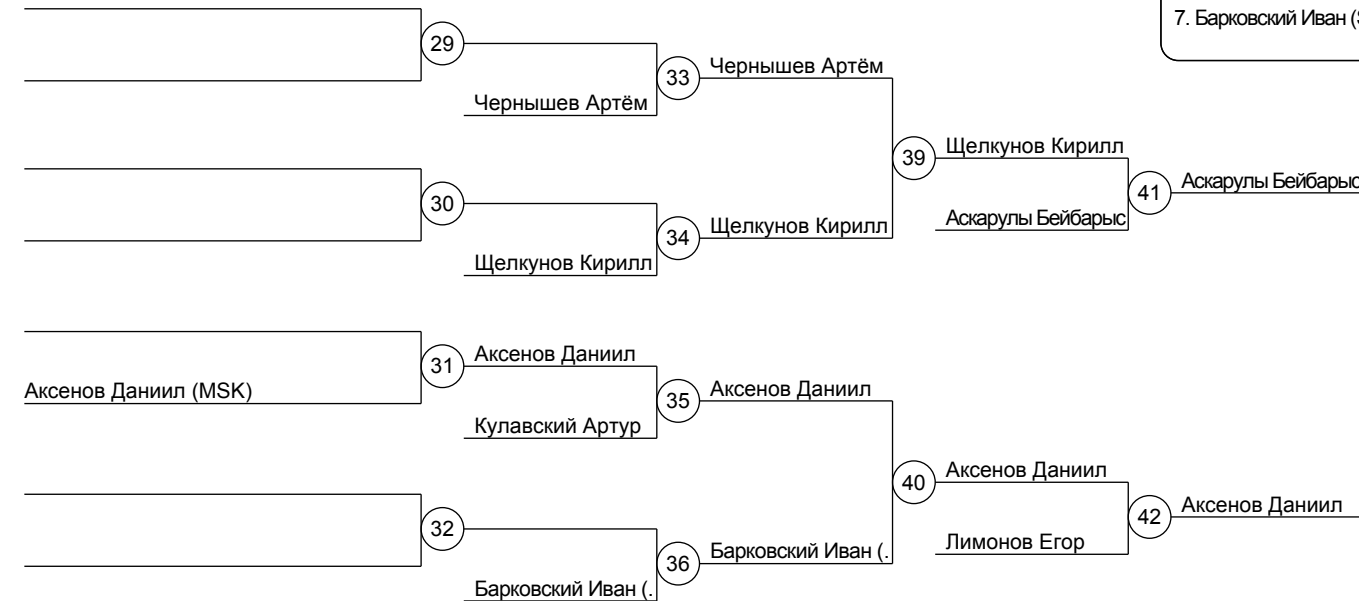 7. Барковский Иван (S
29
33
Чернышев Артём
Чернышев Артём
39
Щелкунов Кирилл
41
Аскарулы Бейбарыс
30
34
Щелкунов Кирилл
Аскарулы Бейбарыс
Щелкунов Кирилл
31
Аксенов Даниил
Аксенов Даниил (MSK)
35
Аксенов Даниил
Кулавский Артур
40
Аксенов Даниил
42
Аксенов Даниил
32
36
Барковский Иван (.
Лимонов Егор
Барковский Иван (.